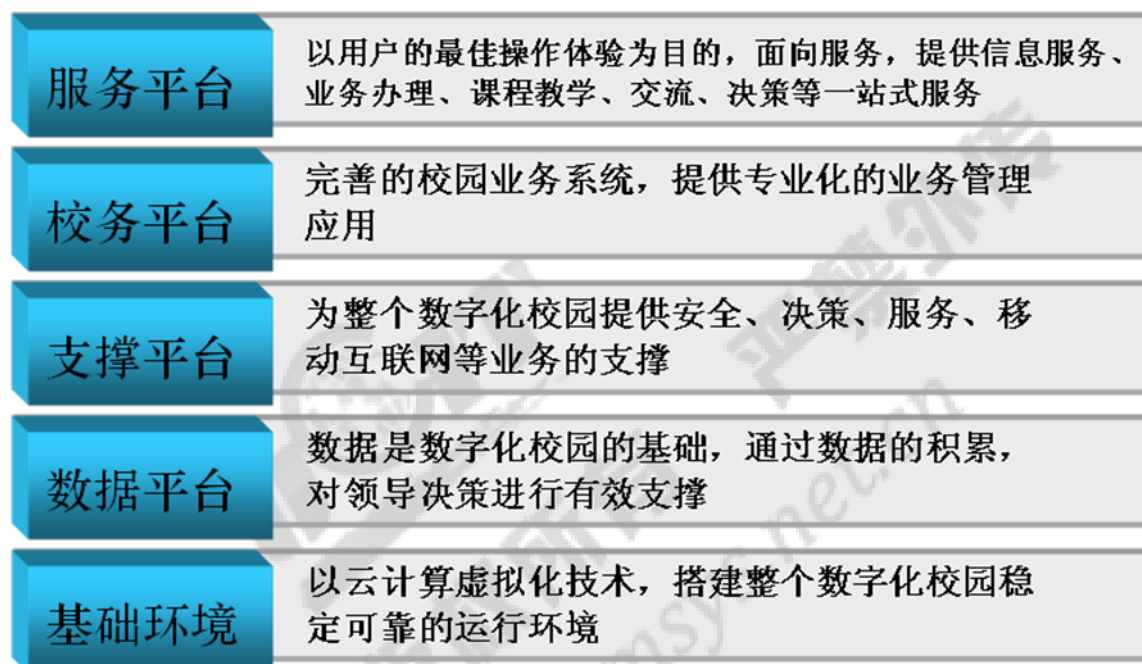 服务平台
以用户的最佳操作体验为目的，面向服务，提供信息服务、
业务办理、课程教学、交流、决策等一站式服务
校务平台
完善的校园业务系统，提供专业化的业务管理
应用
支撑平台
为整个数字化校园提供安全、决策、服务、移
动互联网等业务的支撑
数据平台
数据是数字化校园的基础，通过数据的积累，
对领导决策进行有效支撑
基础环境
以云计算虚拟化技术，搭建整个数字化校园稳
定可靠的运行环境
严禁外传